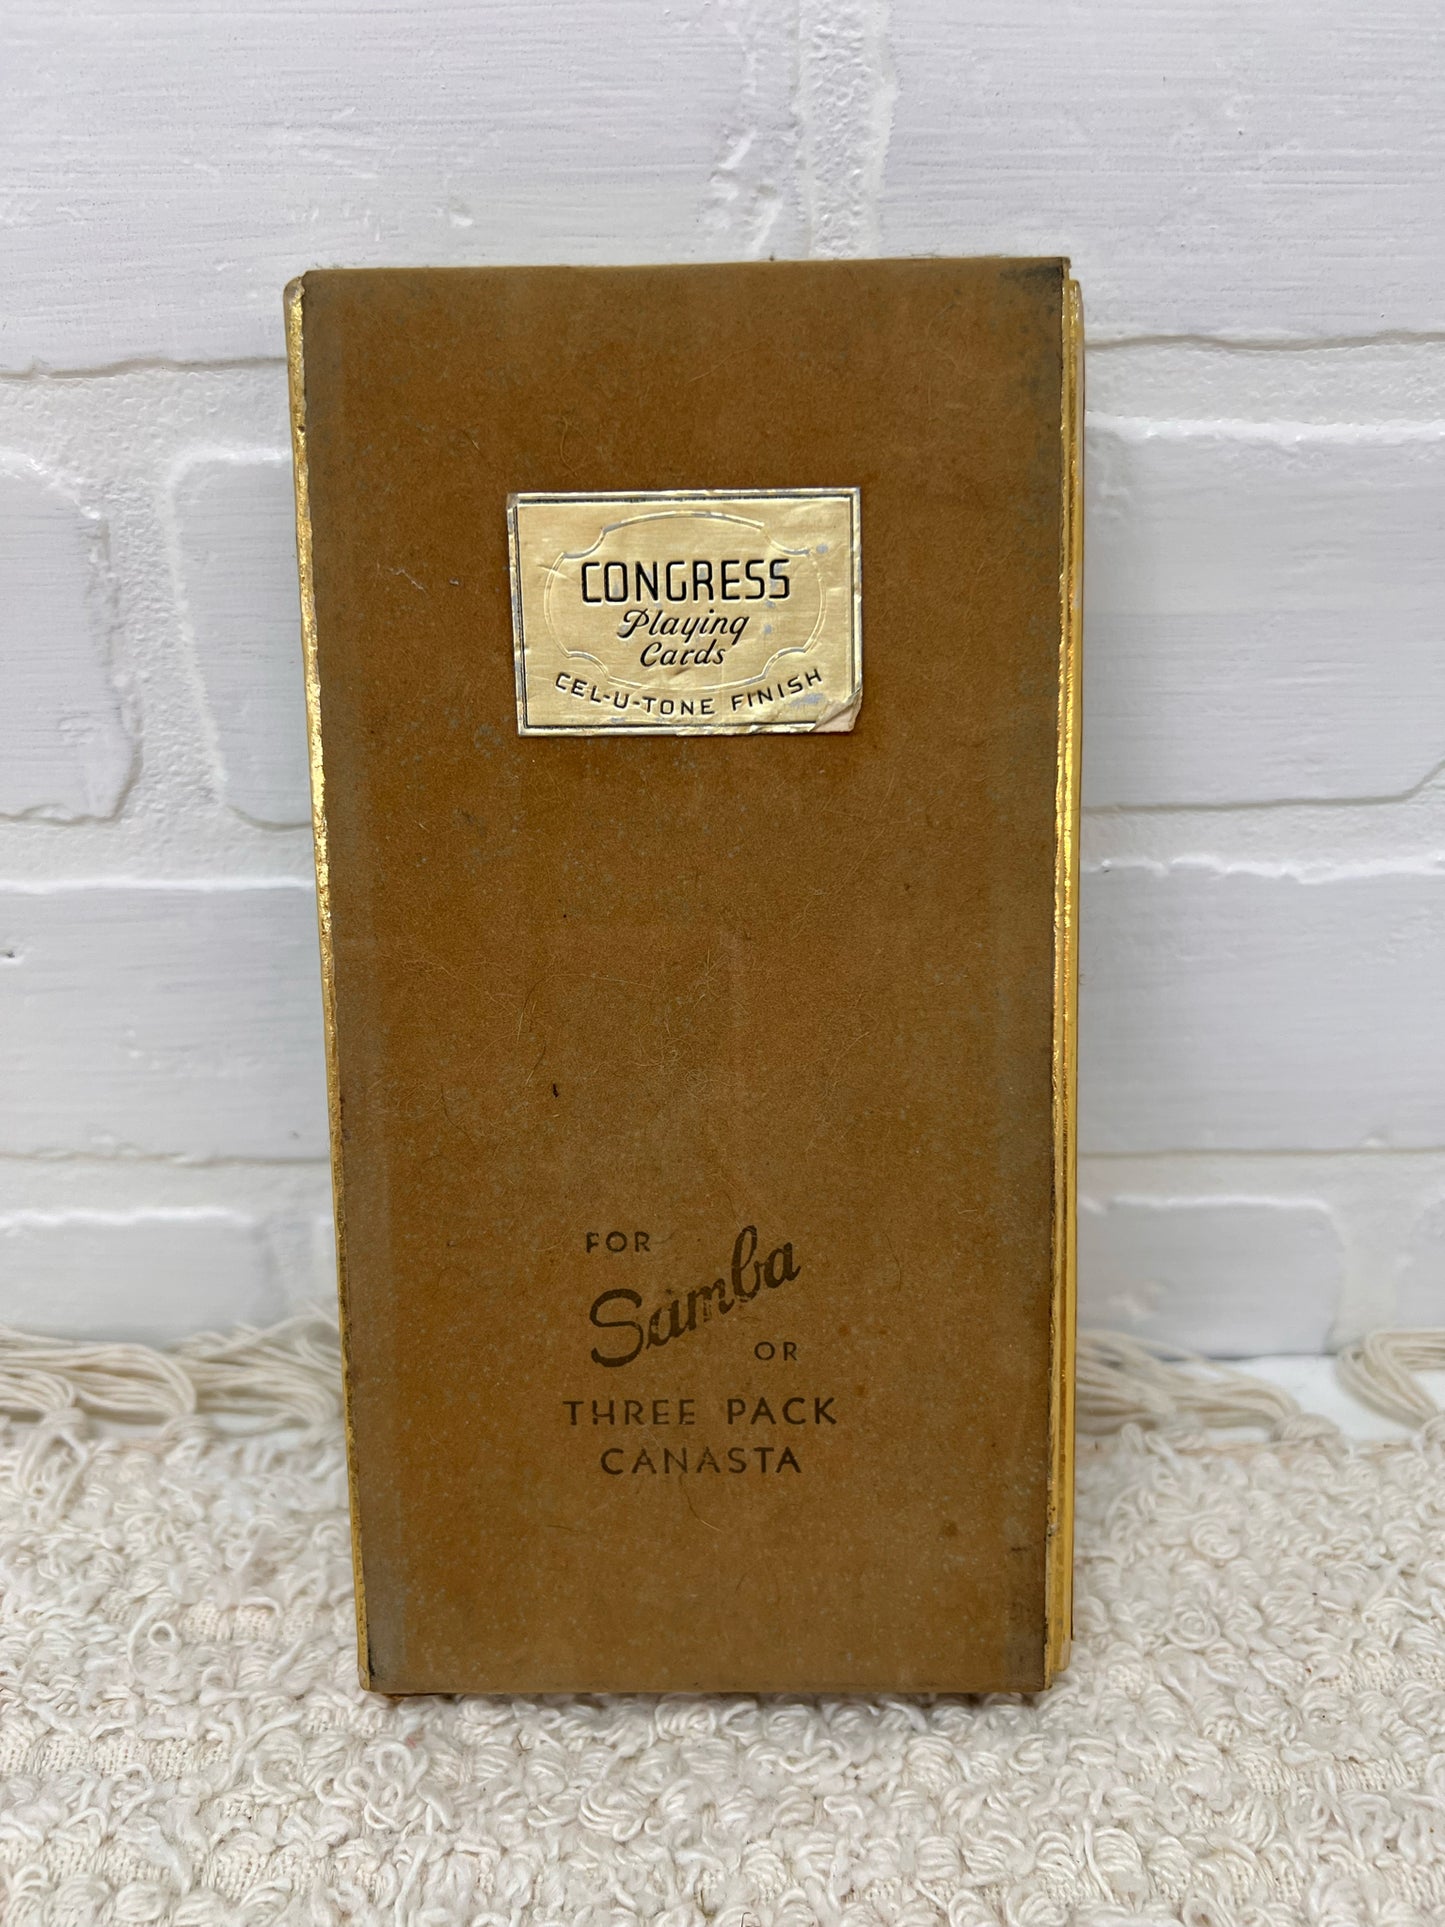 CONGRESS
Playing
Cards
CEL-U-TONE FINISH
FOR
Samba
OR
THREE PACK
CANASTA